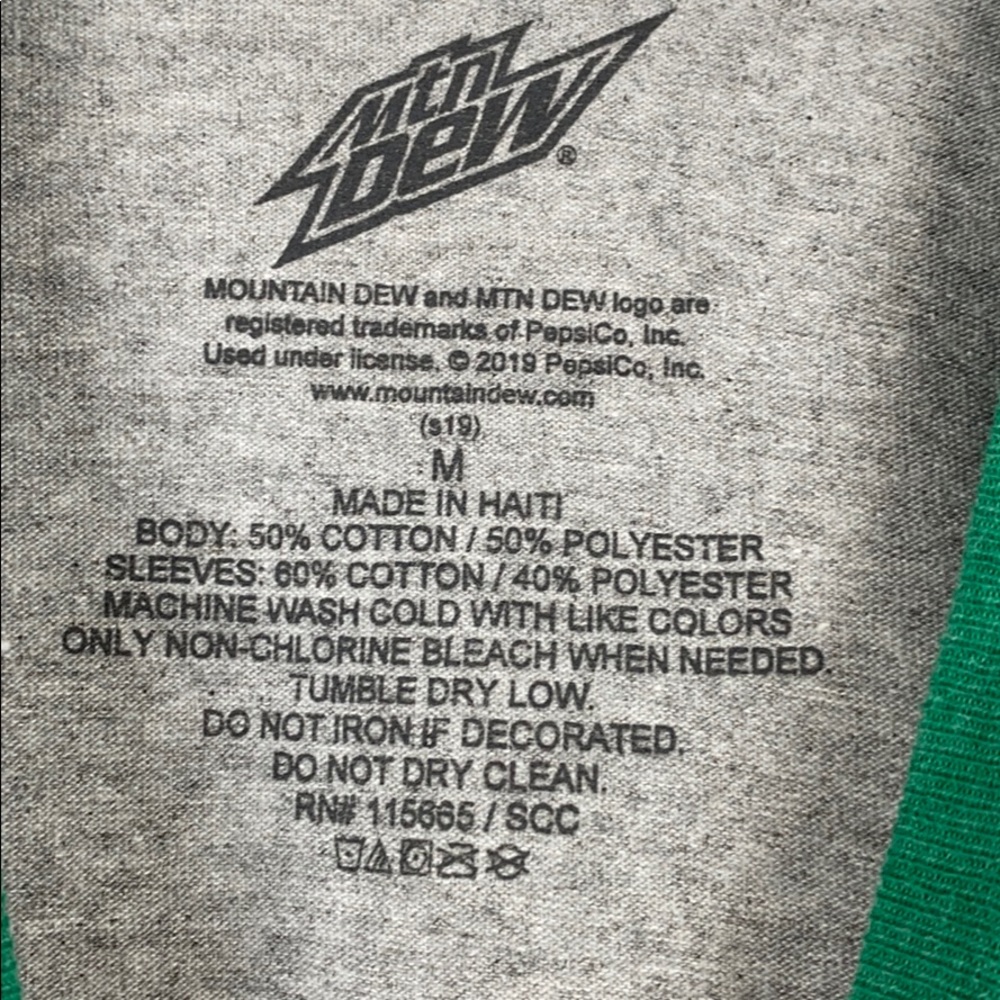 Mtn
DEW®
MOUNTAIN DEW and MTN DEW logo are
registered trademarks of PepsiCo, Inc.
Used under license. © 2019 PepsiCo, Inc.
www.mountaindew.com
(s19)
M
MADE IN HAITI
BODY: 50% COTTON / 50% POLYESTER
SLEEVES: 60% COTTON / 40% POLYESTER
MACHINE WASH COLD WITH LIKE COLORS
ONLY NON-CHLORINE BLEACH WHEN NEEDED.
TUMBLE DRY LOW.
DO NOT IRON IF DECORATED.
DO NOT DRY CLEAN.
RN# 115665 / SCC